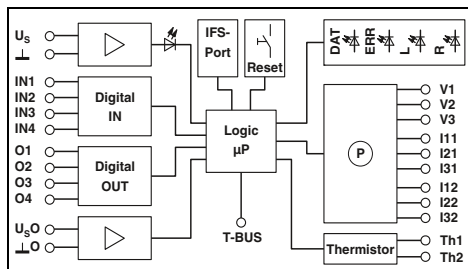 US
⊥
IN1
IN2
IN3
IN4
Digital
IN
O1
O2
O3
O4
Digital
OUT
USO
⊥O
IFS-
Port
Reset
Logic
µP
T-BUS
DAT
ERR
L
R
P
V1
V2
V3
I11
I21
I31
I12
I22
I32
Thermistor
Th1
Th2